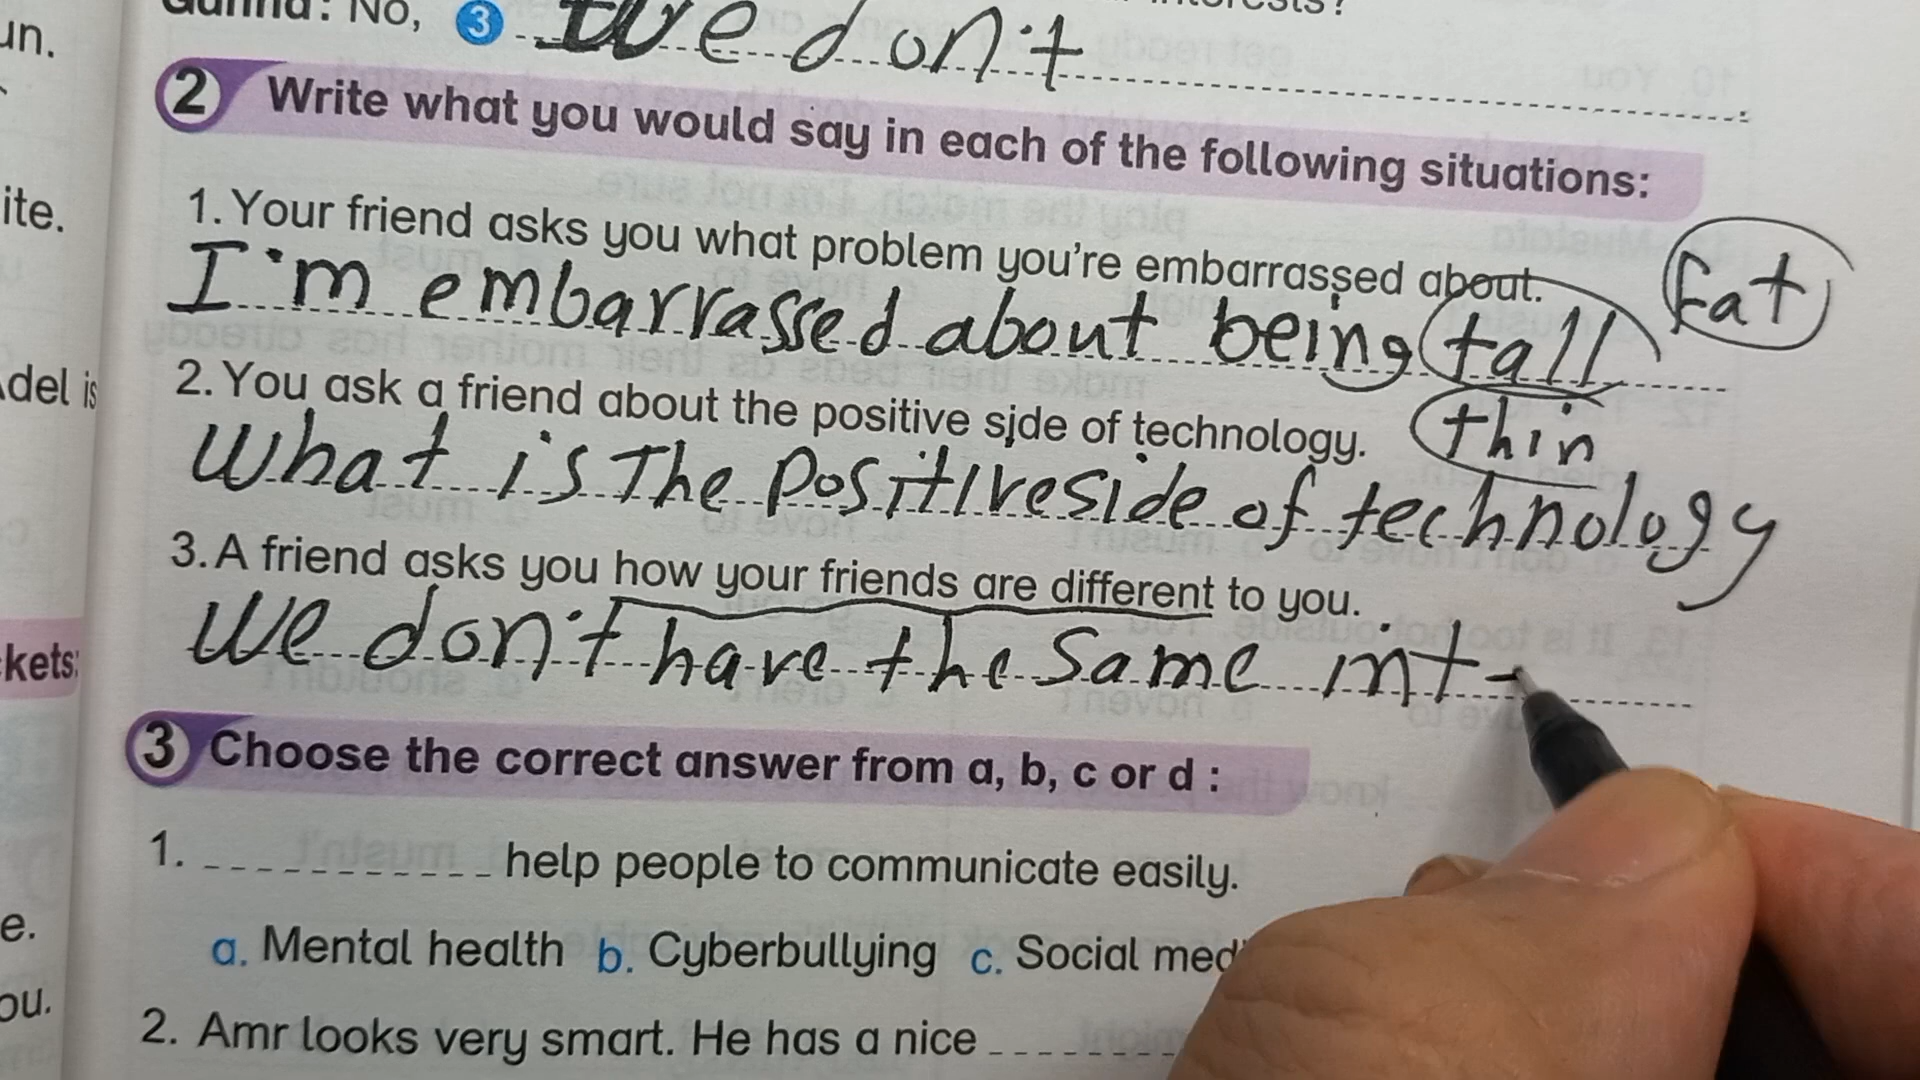 un.
No, 3 We don't
2 Write what you would say in each of the following situations:
ite.
1. Your friend asks you what problem you're embarrassed about.
Fat
I'm embarrassed about being tall
del is
2. You ask a friend about the positive side of technology.
thin
What is The Positive side of technology
3. A friend asks you how your friends are different to you.
We don't have the same int
kets:
3 Choose the correct answer from a, b, c or d :
1. help people to communicate easily.
e.
a. Mental health b. Cyberbullying c. Social med
ou.
2. Amr looks very smart. He has a nice